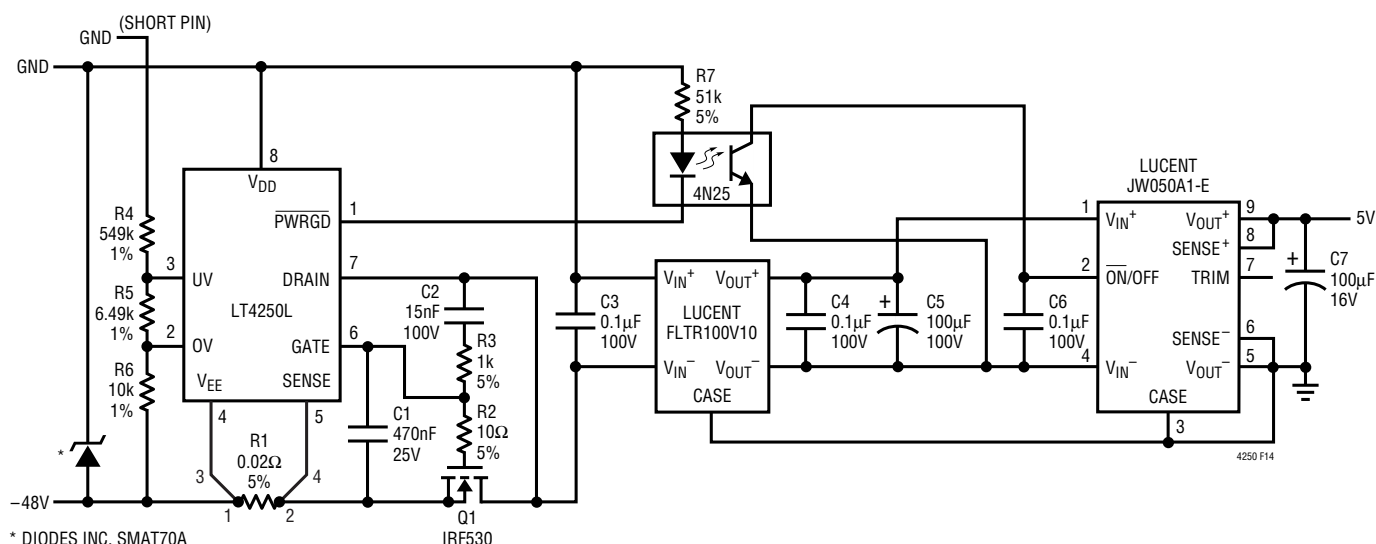 (SHORT PIN)
GND
GND
R7
51k
5%
4N25
LUCENT
JW050A1-E
8
VDD
PWRGD
1
R4
549k
1%
3
UV
DRAIN
7
R5
6.49k
1%
2
OV
LT4250L
GATE
6
R6
10k
1%
VEE
SENSE
4
5
C2
15nF
100V
R3
1k
5%
R2
10Ω
5%
C1
470nF
25V
R1
0.02Ω
5%
3
4
1
2
*
–48V
Q1
IRF530
* DIODES INC. SMAT70A
C3
0.1µF
100V
VIN+
VOUT+
LUCENT
FLTR100V10
VIN–
VOUT–
CASE
C4
0.1µF
100V
+
C5
100µF
100V
C6
0.1µF
100V
1
VIN+
VOUT+
9
SENSE+
8
2
ON/OFF
TRIM
7
SENSE–
6
4
VIN–
VOUT–
5
CASE
3
5V
+
C7
100µF
16V
4250 F14